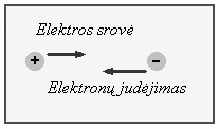 Elektros srovė
+ −
Elektronų judėjimas